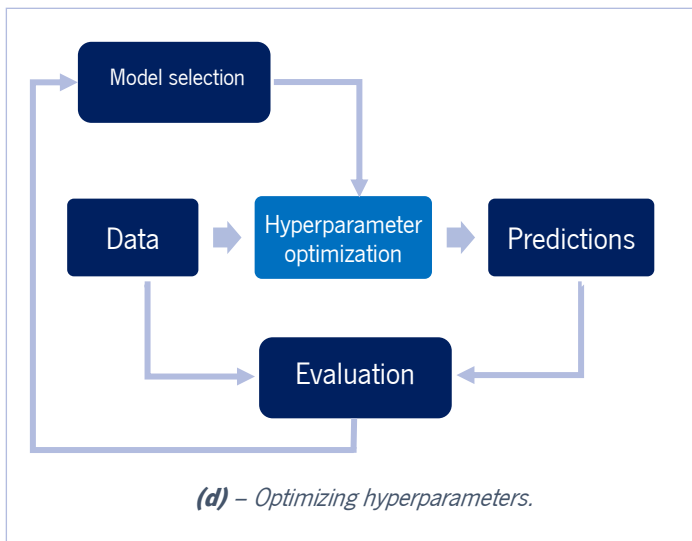 Model selection
Data
Hyperparameter
optimization
Predictions
Evaluation
(d) – Optimizing hyperparameters.